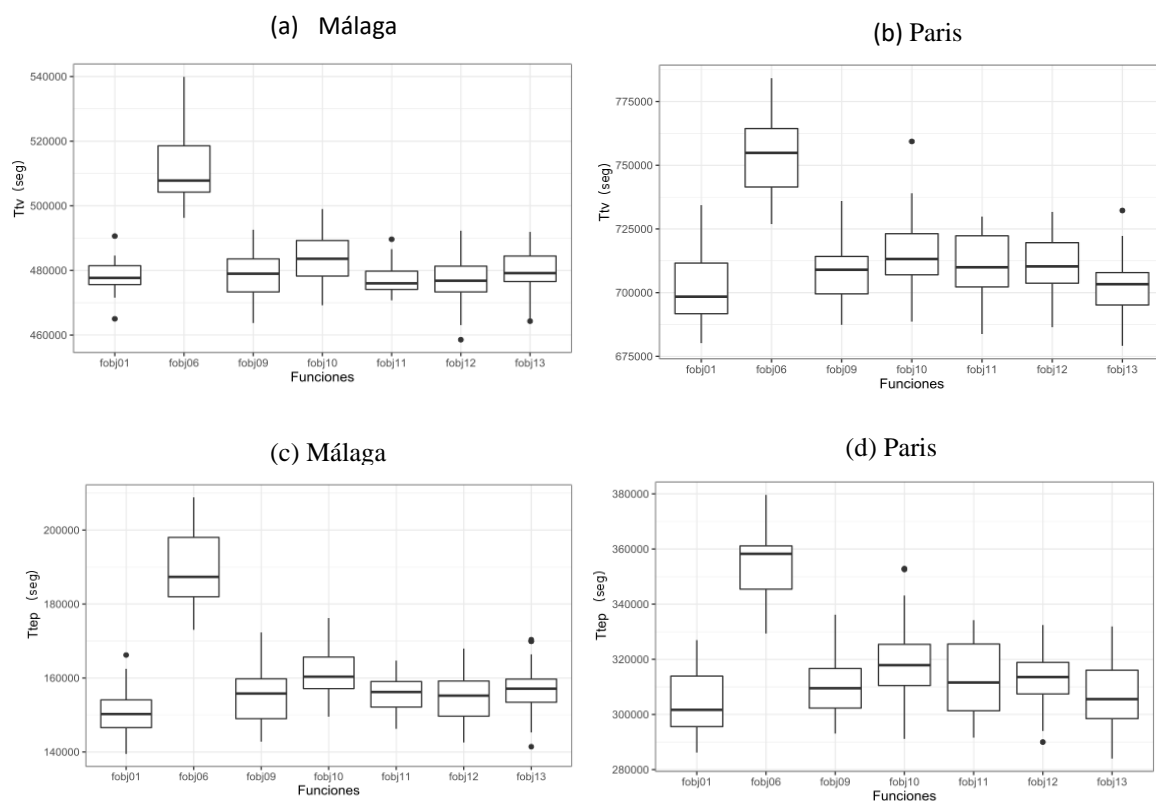 (a) Málaga
540000
520000
500000
480000
460000
Ttv (seg)
fobj01 fobj06 fobj09 fobj10 fobj11 fobj12 fobj13
Funciones
(b) Paris
775000
750000
725000
700000
675000
Ttv (seg)
fobj01 fobj06 fobj09 fobj10 fobj11 fobj12 fobj13
Funciones
(c) Málaga
200000
180000
160000
140000
Ttep (seg)
fobj01 fobj06 fobj09 fobj10 fobj11 fobj12 fobj13
Funciones
(d) Paris
380000
360000
340000
320000
300000
280000
Ttep (seg)
fobj01 fobj06 fobj09 fobj10 fobj11 fobj12 fobj13
Funciones